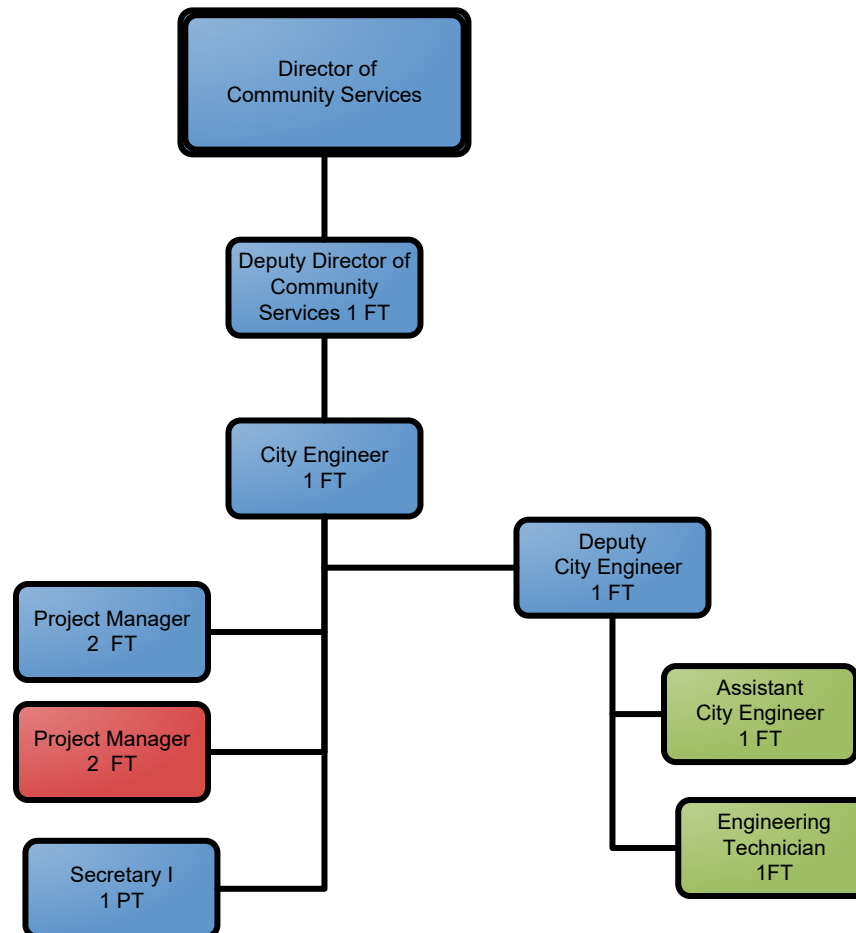 Director of
Community Services
Deputy Director of
Community
Services 1 FT
City Engineer
1 FT
Deputy
City Engineer
1 FT
Project Manager
2  FT
Assistant
City Engineer
1 FT
Project Manager
2  FT
Engineering
Technician
1FT
Secretary I
1 PT